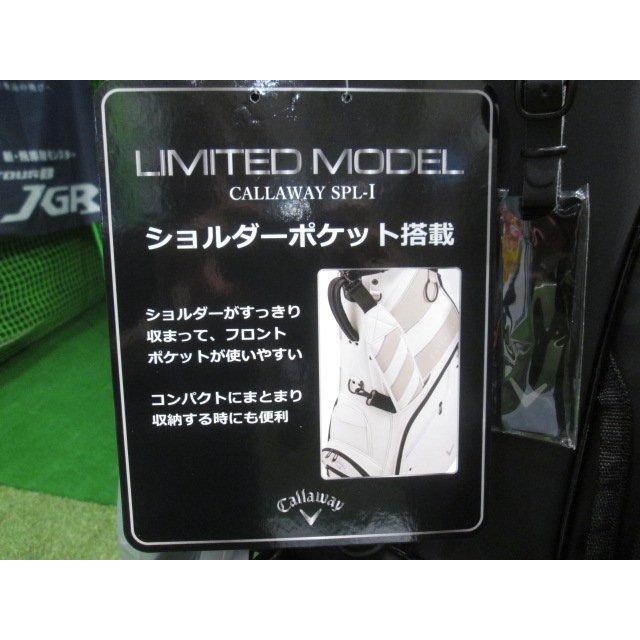 LIMITED MODEL
CALLAWAY SPL-I
ショルダーポケット搭載
ショルダーがすっきり
収まって、フロント
ポケットが使いやすい
コンパクトにまとまり
収納する時にも便利
Callaway
TOURB
JGR